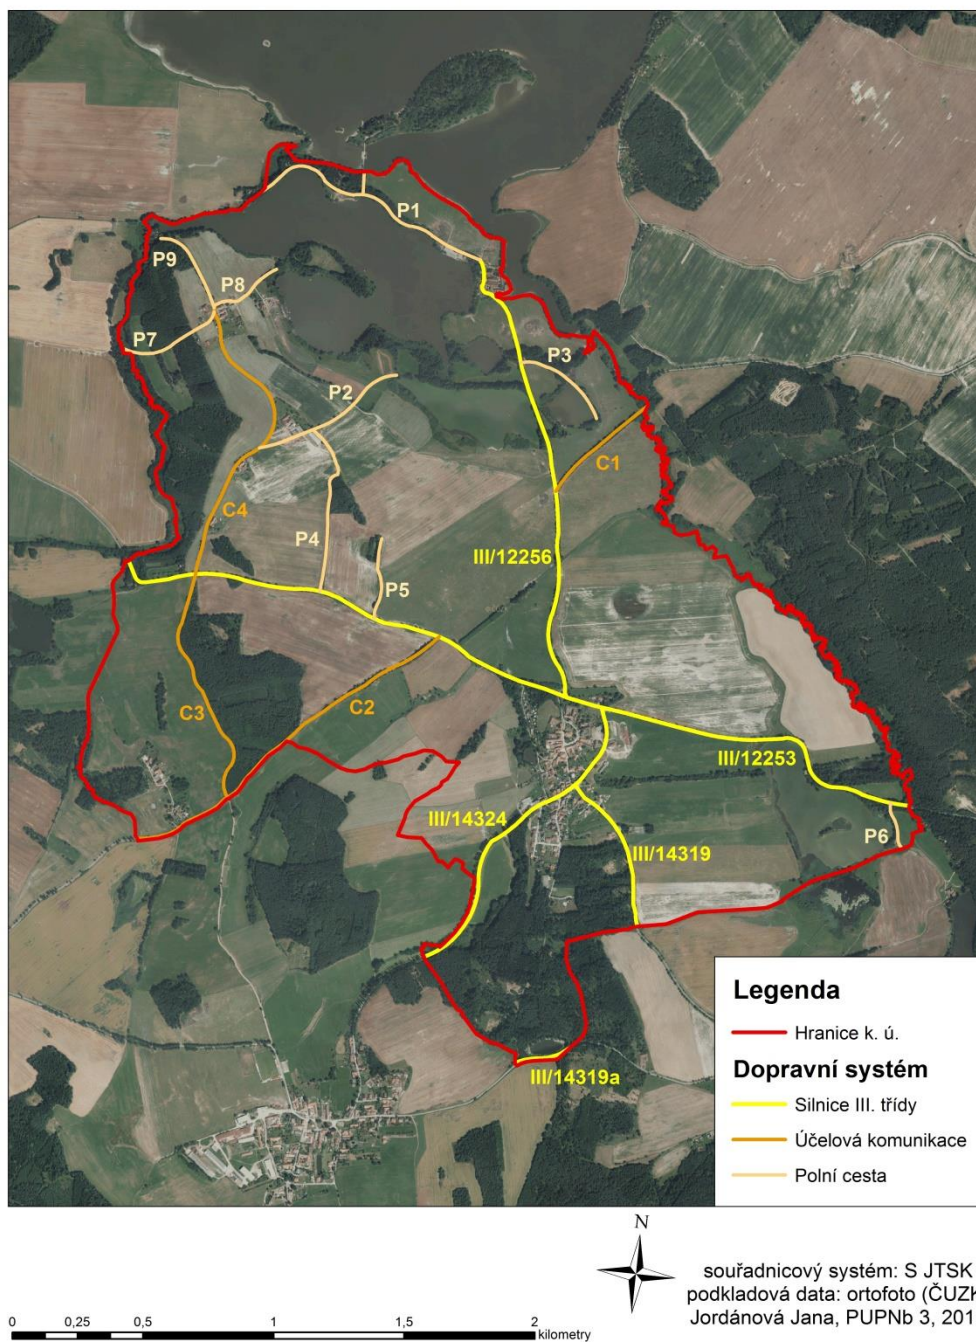 P1
P9
P8
P7
P3
P2
C1
C4
P4
III/12256
P5
C3
C2
III/12253
III/14324
P6
III/14319
III/14319a
Legenda
Hranice k. ú.
Dopravní systém
Silnice III. třídy
Účelová komunikace
Polní cesta
N
souřadnicový systém: S JTSK
podkladová data: ortofoto (ČUZK
Jordánová Jana, PUPNb 3, 201
0 0,25 0,5 1 1,5 2
kilometry